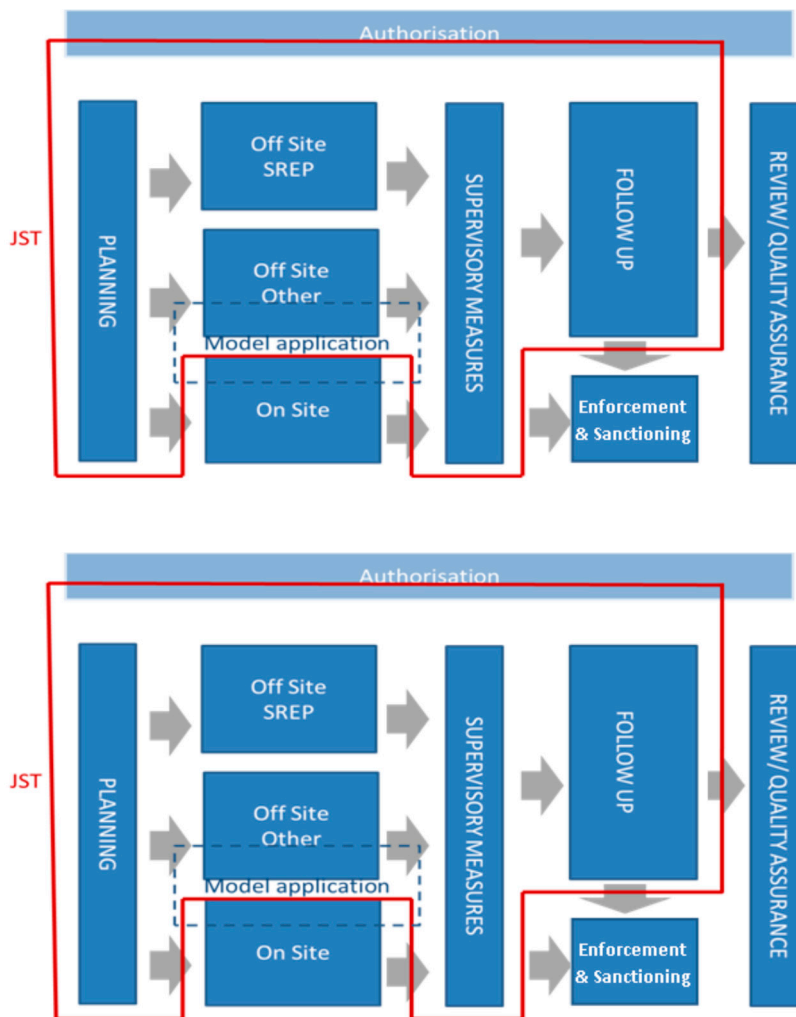 Authorisation
JST
PLANNING
Off Site
SREP
Off Site
Other
Model application
On Site
SUPERVISORY MEASURES
FOLLOW UP
Enforcement
& Sanctioning
REVIEW/ QUALITY ASSURANCE
Authorisation
JST
PLANNING
Off Site
SREP
Off Site
Other
Model application
On Site
SUPERVISORY MEASURES
FOLLOW UP
Enforcement
& Sanctioning
REVIEW/ QUALITY ASSURANCE